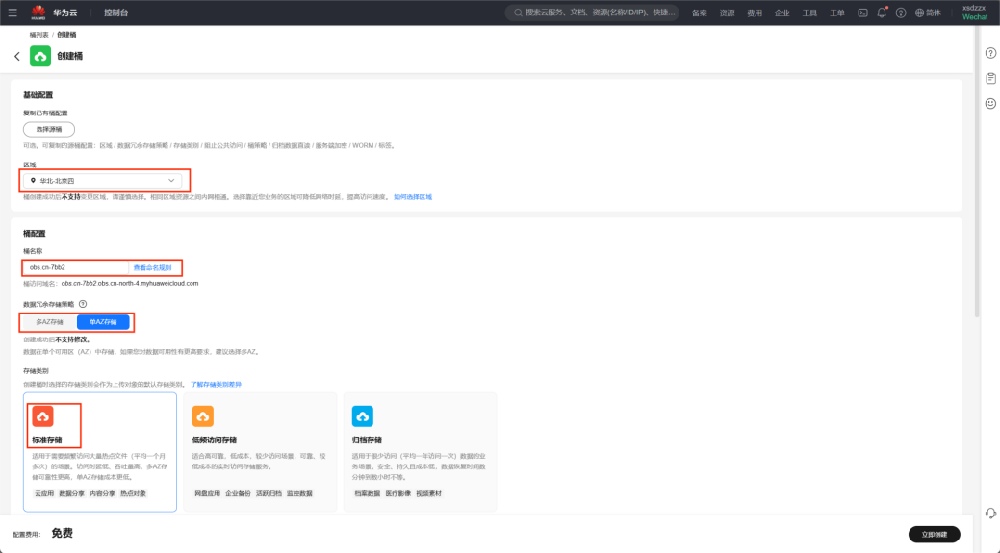 华为云 控制台 搜索云服务、文档、资源(名称/ID/IP)、快捷... 备案 资源 费用 企业 工具 工单 简体 xsdzzx
HUAWEI Wechat
桶列表 / 创建桶
创建桶
基础配置
复制已有桶配置
选择源桶
可选。可复制的源桶配置：区域 / 数据冗余存储策略 / 存储类别 / 阻止公共访问 / 桶策略 / 归档数据直读 / 服务端加密 / WORM / 标签。
区域
华北-北京四
桶创建成功后不支持变更区域，请谨慎选择。相同区域资源之间内网相通。选择靠近您业务的区域可降低网络时延，提高访问速度。 如何选择区域
桶配置
桶名称
obs.cn-7bb2 查看命名规则
桶访问域名：obs.cn-7bb2.obs.cn-north-4.myhuaweicloud.com
数据冗余存储策略
多AZ存储 单AZ存储
创建成功后不支持修改。
数据在单个可用区（AZ）中存储，如果您对数据可用性有更高要求，建议选择多AZ。
存储类别
创建桶时选择的存储类别会作为上传对象的默认存储类别。 了解存储类别差异
标准存储
适用于需要频繁访问大量热点文件（平均一个月
多次）的场景。访问时延低、吞吐量高，多AZ存
储可靠性更高，单AZ存储成本更低。
云应用 数据分享 内容分享 热点对象
低频访问存储
适合高可靠、低成本、较少访问场景，可靠、较
低成本的实时访问存储服务。
网盘应用 企业备份 活跃归档 监控数据
归档存储
适用于很少访问（平均一年访问一次）数据的业
务场景。安全、持久且成本低，数据恢复时间数
分钟到数小时不等。
档案数据 医疗影像 视频素材
配置费用： 免费
立即创建